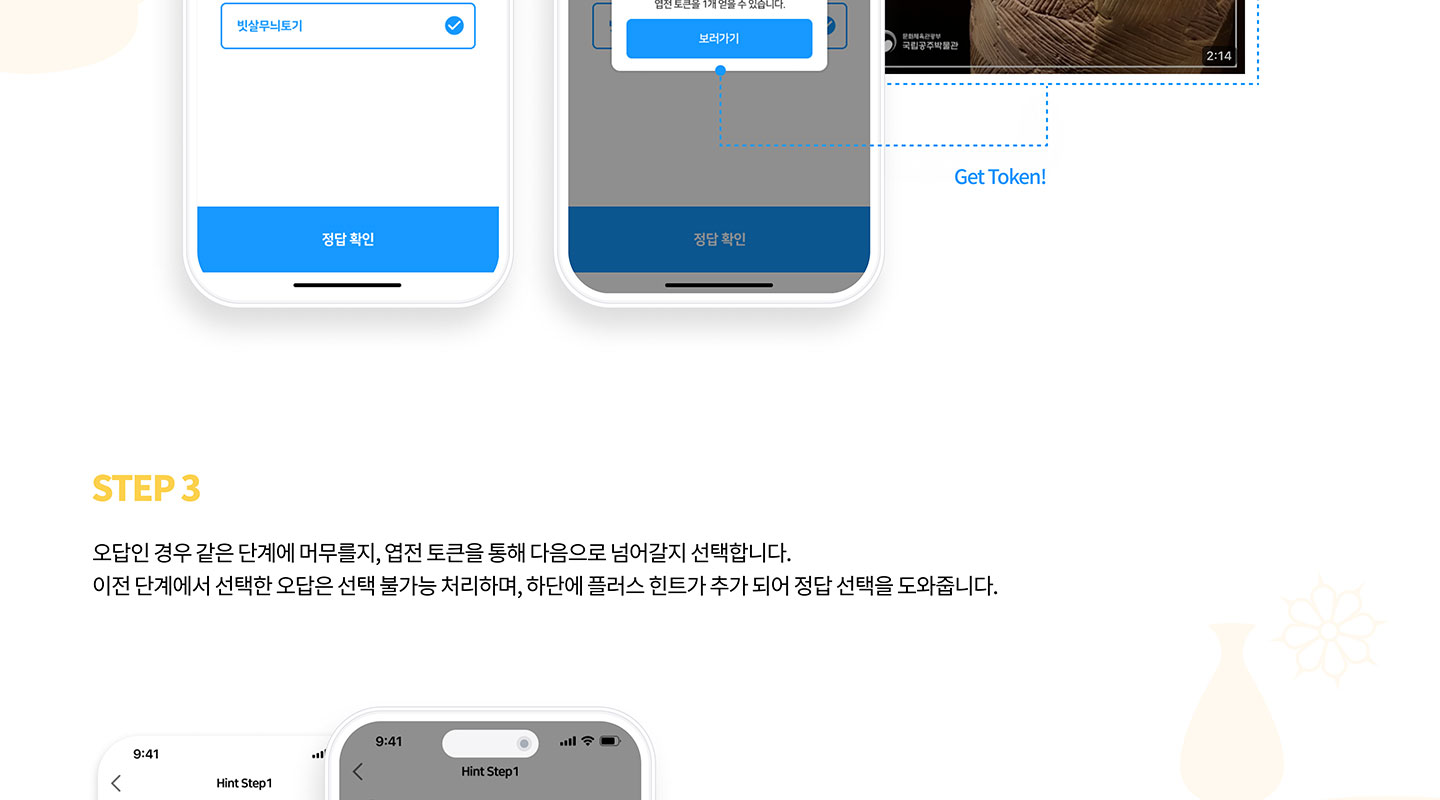 엽전 토큰을 1개 얻을 수 있습니다.
빗살무늬토기
보러가기
문화체육관광부
국립공주박물관
2:14
Get Token!
정답 확인
정답 확인
STEP 3
오답인 경우 같은 단계에 머무를지, 엽전 토큰을 통해 다음으로 넘어갈지 선택합니다.
이전 단계에서 선택한 오답은 선택 불가능 처리하며, 하단에 플러스 힌트가 추가 되어 정답 선택을 도와줍니다.
9:41
9:41
Hint Step1
Hint Step1